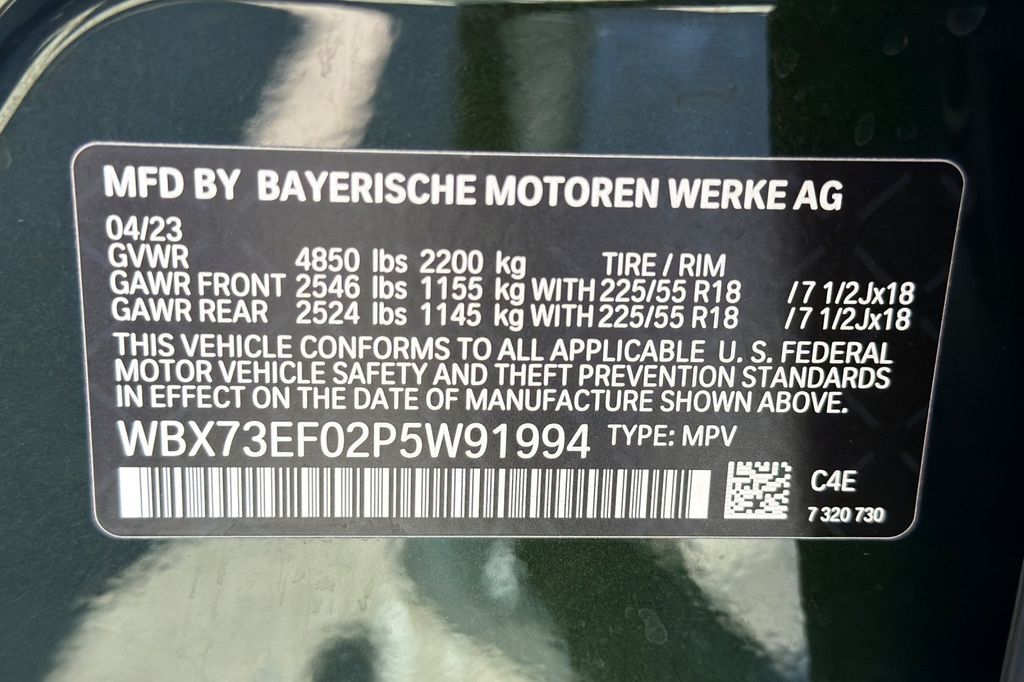 MFD BY BAYERISCHE MOTOREN WERKE AG
04/23
GVWR 4850 lbs 2200 kg TIRE / RIM
GAWR FRONT 2546 lbs 1155 kg WITH 225/55 R18 /7 1/2Jx18
GAWR REAR 2524 lbs 1145 kg WITH 225/55 R18 /7 1/2Jx18
THIS VEHICLE CONFORMS TO ALL APPLICABLE U. S. FEDERAL
MOTOR VEHICLE SAFETY AND THEFT PREVENTION STANDARDS
IN EFFECT ON THE DATE OF MANUFACTURE SHOWN ABOVE.
WBX73EF02P5W91994 TYPE: MPV
C4E
7 320 730